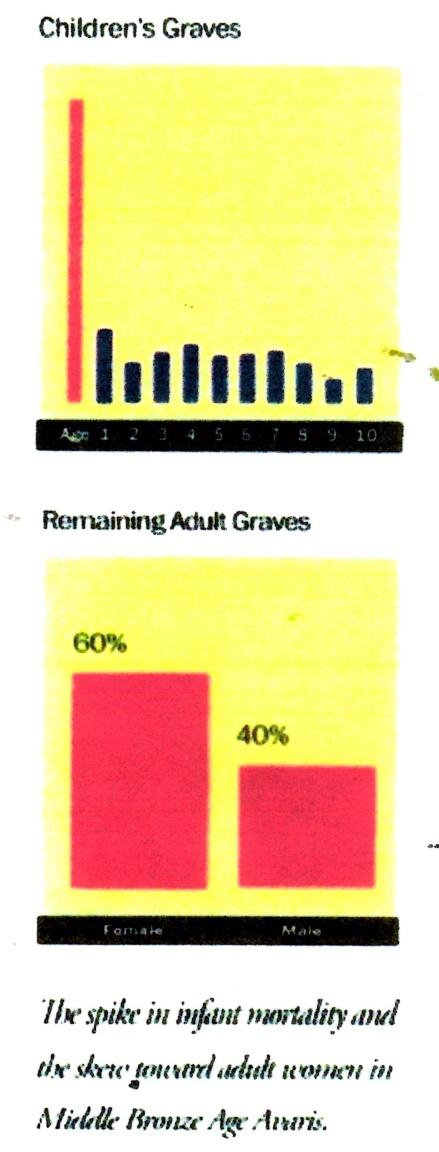 Children's Graves
Age 1 2 3 4 5 6 7 8 9 10
Remaining Adult Graves
60%
40%
Female Male
The spike in infant mortality and
the skew toward adult women in
Middle Bronze Age Avaris.